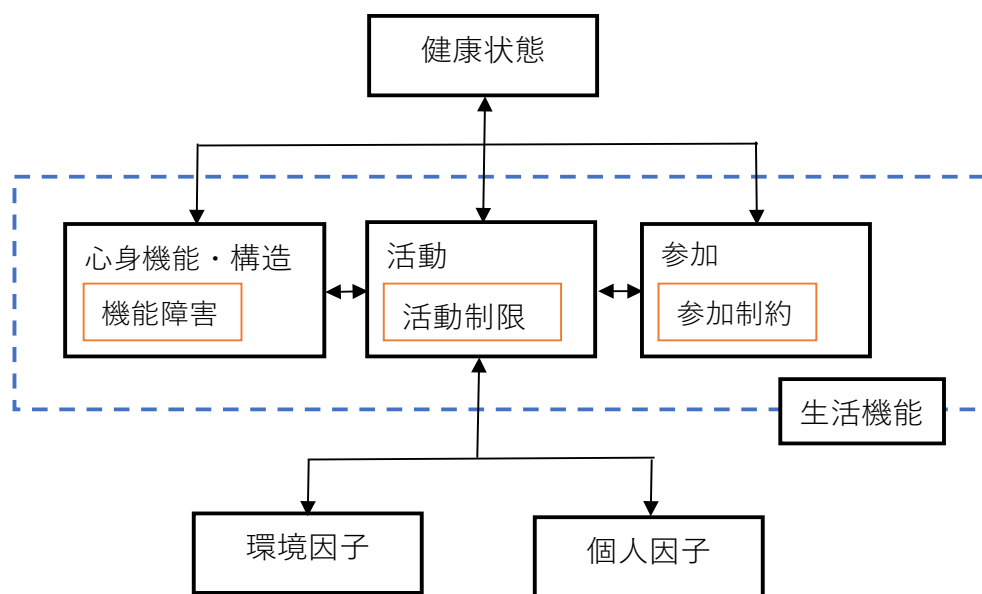 健康状態
心身機能・構造
機能障害
活動
活動制限
参加
参加制約
生活機能
環境因子
個人因子